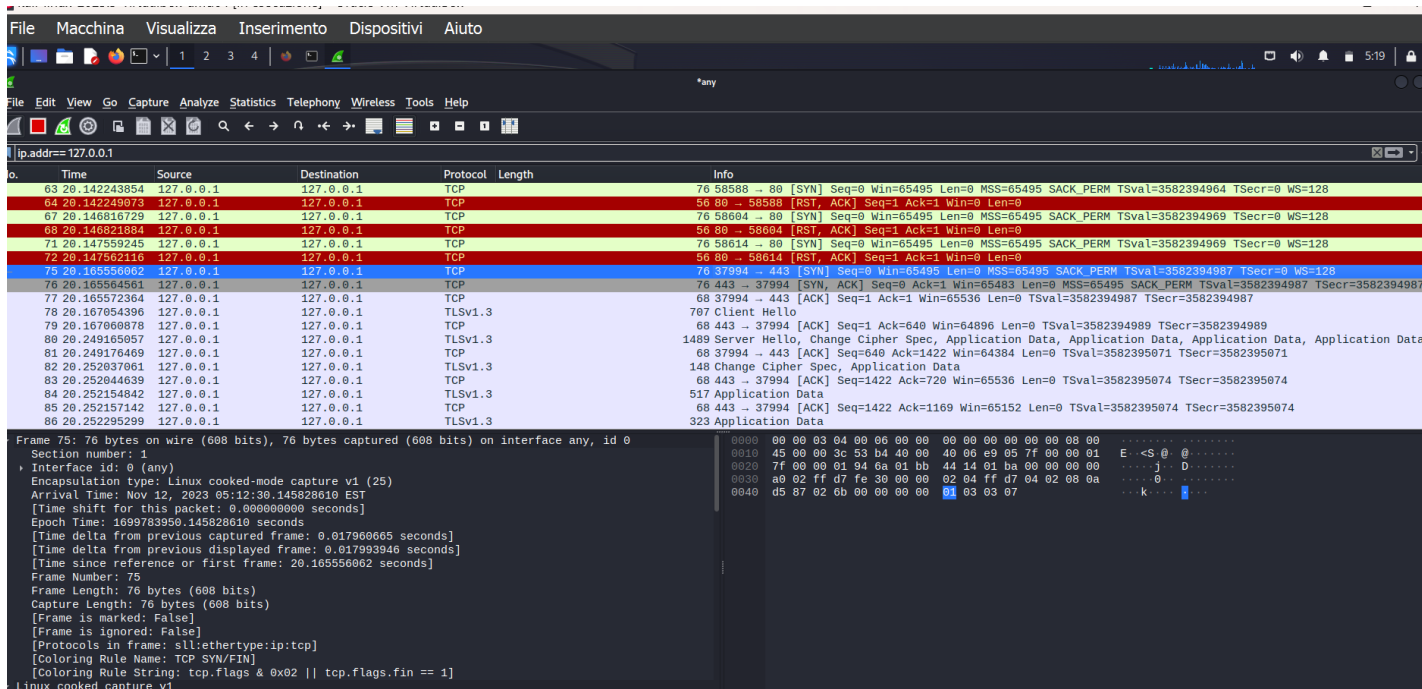 File Macchina Visualizza Inserimento Dispositivi Aiuto
1 2 3 4 5:19
*any
File Edit View Go Capture Analyze Statistics Telephony Wireless Tools Help
ip.addr== 127.0.0.1
No. Time Source Destination Protocol Length Info
63 20.142243854 127.0.0.1 127.0.0.1 TCP 76 58588 → 80 [SYN] Seq=0 Win=65495 Len=0 MSS=65495 SACK_PERM TSval=3582394964 TSecr=0 WS=128
64 20.142249073 127.0.0.1 127.0.0.1 TCP 56 80 → 58588 [RST, ACK] Seq=1 Ack=1 Win=0 Len=0
67 20.146816729 127.0.0.1 127.0.0.1 TCP 76 58604 → 80 [SYN] Seq=0 Win=65495 Len=0 MSS=65495 SACK_PERM TSval=3582394969 TSecr=0 WS=128
68 20.146821884 127.0.0.1 127.0.0.1 TCP 56 80 → 58604 [RST, ACK] Seq=1 Ack=1 Win=0 Len=0
71 20.147559245 127.0.0.1 127.0.0.1 TCP 76 58614 → 80 [SYN] Seq=0 Win=65495 Len=0 MSS=65495 SACK_PERM TSval=3582394969 TSecr=0 WS=128
72 20.147562116 127.0.0.1 127.0.0.1 TCP 56 80 → 58614 [RST, ACK] Seq=1 Ack=1 Win=0 Len=0
75 20.165556062 127.0.0.1 127.0.0.1 TCP 76 37994 → 443 [SYN] Seq=0 Win=65495 Len=0 MSS=65495 SACK_PERM TSval=3582394987 TSecr=0 WS=128
76 20.165564561 127.0.0.1 127.0.0.1 TCP 76 443 → 37994 [SYN, ACK] Seq=0 Ack=1 Win=65483 Len=0 MSS=65495 SACK_PERM TSval=3582394987 TSecr=3582394987
77 20.165572364 127.0.0.1 127.0.0.1 TCP 68 37994 → 443 [ACK] Seq=1 Ack=1 Win=65536 Len=0 TSval=3582394987 TSecr=3582394987
78 20.167054396 127.0.0.1 127.0.0.1 TLSv1.3 707 Client Hello
79 20.167060878 127.0.0.1 127.0.0.1 TCP 68 443 → 37994 [ACK] Seq=1 Ack=640 Win=64896 Len=0 TSval=3582394989 TSecr=3582394989
80 20.249165057 127.0.0.1 127.0.0.1 TLSv1.3 1489 Server Hello, Change Cipher Spec, Application Data, Application Data, Application Data, Application Data
81 20.249176469 127.0.0.1 127.0.0.1 TCP 68 37994 → 443 [ACK] Seq=640 Ack=1422 Win=64384 Len=0 TSval=3582395071 TSecr=3582395071
82 20.252037061 127.0.0.1 127.0.0.1 TLSv1.3 148 Change Cipher Spec, Application Data
83 20.252044639 127.0.0.1 127.0.0.1 TCP 68 443 → 37994 [ACK] Seq=1422 Ack=720 Win=65536 Len=0 TSval=3582395074 TSecr=3582395074
84 20.252154842 127.0.0.1 127.0.0.1 TLSv1.3 517 Application Data
85 20.252157142 127.0.0.1 127.0.0.1 TCP 68 443 → 37994 [ACK] Seq=1422 Ack=1169 Win=65152 Len=0 TSval=3582395074 TSecr=3582395074
86 20.252295299 127.0.0.1 127.0.0.1 TLSv1.3 323 Application Data
Frame 75: 76 bytes on wire (608 bits), 76 bytes captured (608 bits) on interface any, id 0
Section number: 1
Interface id: 0 (any)
Encapsulation type: Linux cooked-mode capture v1 (25)
Arrival Time: Nov 12, 2023 05:12:30.145828610 EST
[Time shift for this packet: 0.000000000 seconds]
Epoch Time: 1699783950.145828610 seconds
[Time delta from previous captured frame: 0.017960665 seconds]
[Time delta from previous displayed frame: 0.017993946 seconds]
[Time since reference or first frame: 20.165556062 seconds]
Frame Number: 75
Frame Length: 76 bytes (608 bits)
Capture Length: 76 bytes (608 bits)
[Frame is marked: False]
[Frame is ignored: False]
[Protocols in frame: sll:ethertype:ip:tcp]
[Coloring Rule Name: TCP SYN/FIN]
[Coloring Rule String: tcp.flags & 0x02 || tcp.flags.fin == 1]
Linux cooked capture v1
0000 00 00 03 04 00 06 00 00 00 00 00 00 00 00 08 00 ········ ········
0010 45 00 00 3c 53 b4 40 00 40 06 e9 05 7f 00 00 01 E··<S·@· @·······
0020 7f 00 00 01 94 6a 01 bb 44 14 01 ba 00 00 00 00 ·····j·· D·······
0030 a0 02 ff d7 fe 30 00 00 02 04 ff d7 04 02 08 0a ·····0·· ········
0040 d5 87 02 6b 00 00 00 00 01 03 03 07 ···k···· ····